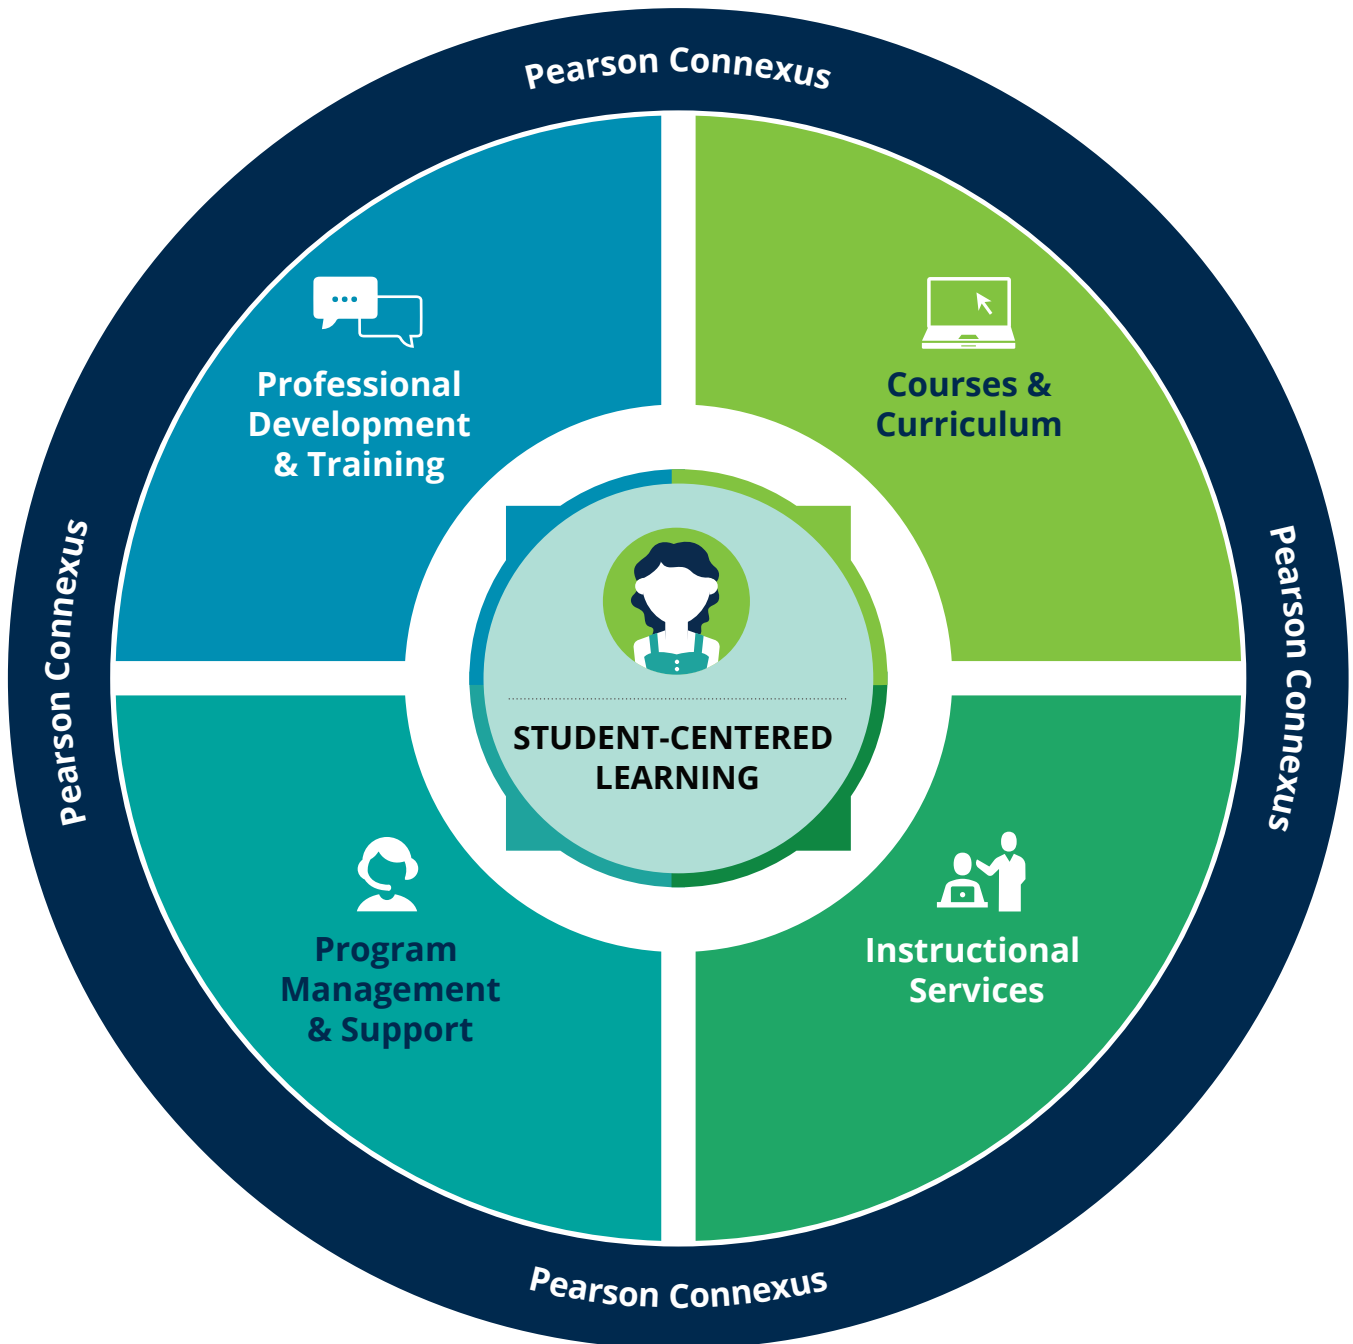 Pearson Connexus
Professional
Development
& Training
Courses &
Curriculum
Pearson Connexus
Pearson Connexus
STUDENT-CENTERED
LEARNING
Program
Management
& Support
Instructional
Services
Pearson Connexus